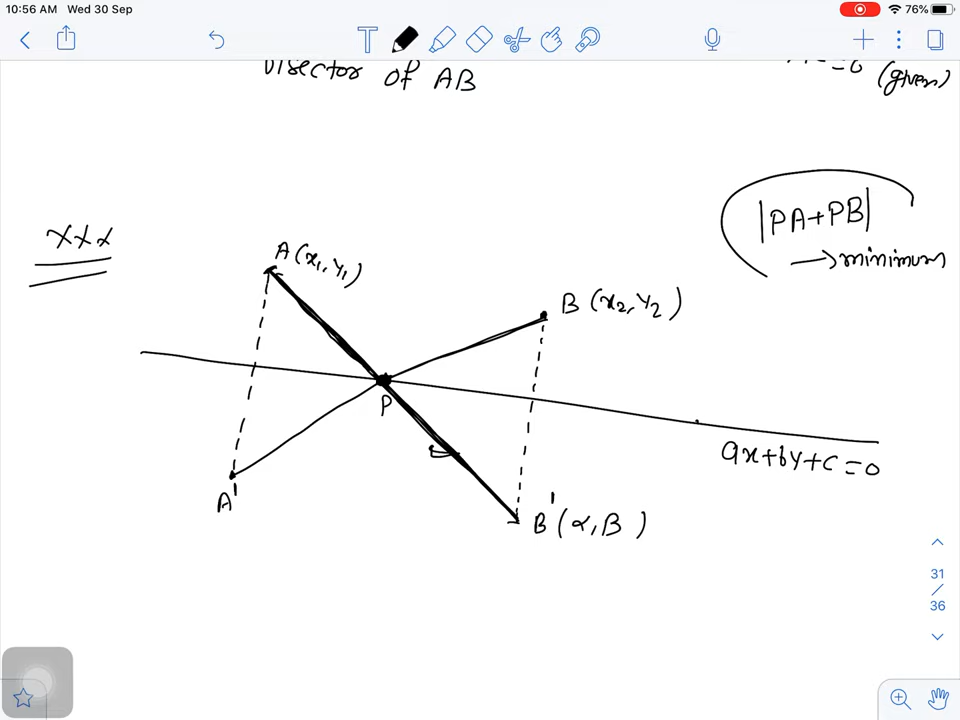 10:56 AM Wed 30 Sep
76%
bisector of AB
(given)
|PA+PB|
→ minimum
A(x₁, y₁)
B(x₂, y₂)
P
ax+by+c=0
A'
B'(α, B)
31
/
36